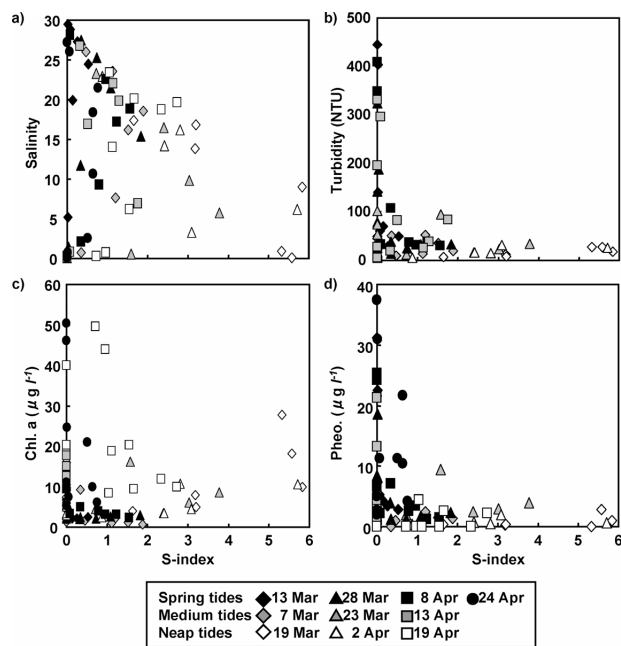 a)
30
25
20
15
10
5
0
Salinity
0 1 2 3 4 5 6
b)
500
400
300
200
100
0
Turbidity (NTU)
0 1 2 3 4 5 6
c)
60
50
40
30
20
10
0
Chl. a (μg l⁻¹)
0 1 2 3 4 5 6
S-index
d)
40
30
20
10
0
Pheo. (μg l⁻¹)
0 1 2 3 4 5 6
S-index
Spring tides 13 Mar 28 Mar 8 Apr 24 Apr
Medium tides 7 Mar 23 Mar 13 Apr
Neap tides 19 Mar 2 Apr 19 Apr